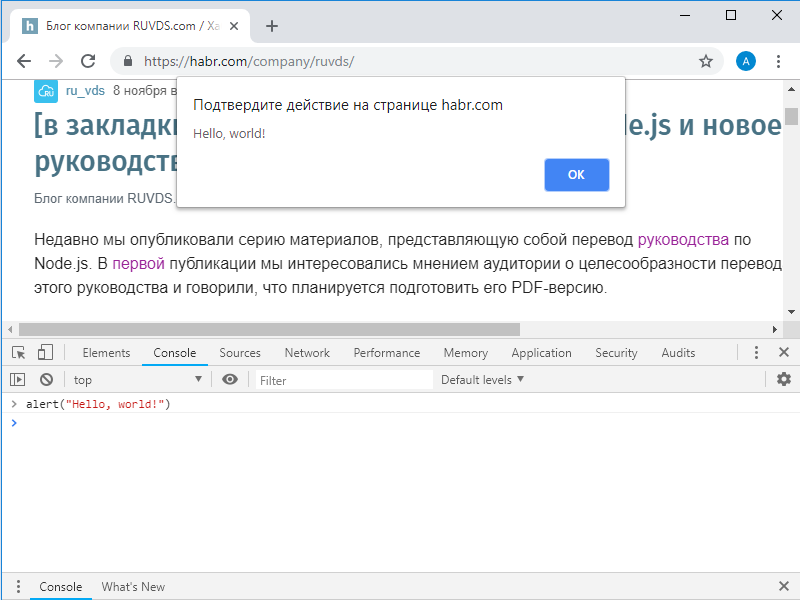 h Блог компании RUVDS.com / Ха
https://habr.com/company/ruvds/
A
ru_vds 8 ноября в
Подтвердите действие на странице habr.com
Hello, world!
OK
[в закладк de.js и новое
руководств
Блог компании RUVDS.
Недавно мы опубликовали серию материалов, представляющую собой перевод руководства по
Node.js. В первой публикации мы интересовались мнением аудитории о целесообразности перевод
этого руководства и говорили, что планируется подготовить его PDF-версию.
Elements Console Sources Network Performance Memory Application Security Audits
top Filter Default levels
> alert("Hello, world!")
>
Console What's New